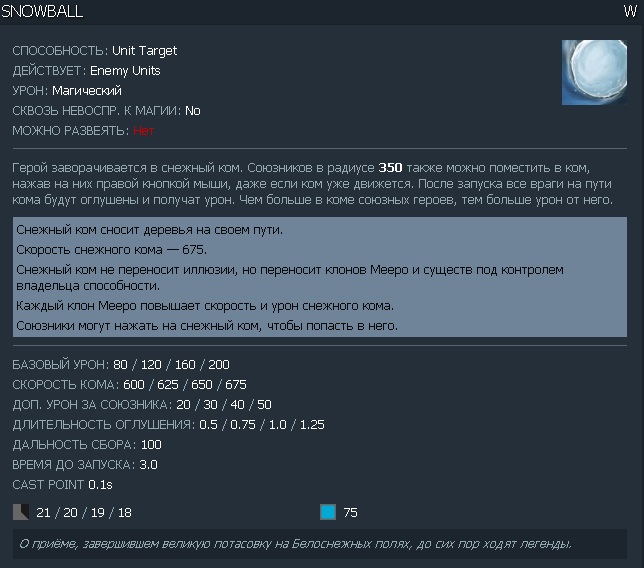 SNOWBALL W
СПОСОБНОСТЬ: Unit Target
ДЕЙСТВУЕТ: Enemy Units
УРОН: Магический
СКВОЗЬ НЕВОСПР. К МАГИИ: No
МОЖНО РАЗВЕЯТЬ: Нет
Герой заворачивается в снежный ком. Союзников в радиусе 350 также можно поместить в ком,
нажав на них правой кнопкой мыши, даже если ком уже движется. После запуска все враги на пути
кома будут оглушены и получат урон. Чем больше в коме союзных героев, тем больше урон от него.
Снежный ком сносит деревья на своем пути.
Скорость снежного кома — 675.
Снежный ком не переносит иллюзии, но переносит клонов Мееро и существ под контролем
владельца способности.
Каждый клон Мееро повышает скорость и урон снежного кома.
Союзники могут нажать на снежный ком, чтобы попасть в него.
БАЗОВЫЙ УРОН: 80 / 120 / 160 / 200
СКОРОСТЬ КОМА: 600 / 625 / 650 / 675
ДОП. УРОН ЗА СОЮЗНИКА: 20 / 30 / 40 / 50
ДЛИТЕЛЬНОСТЬ ОГЛУШЕНИЯ: 0.5 / 0.75 / 1.0 / 1.25
ДАЛЬНОСТЬ СБОРА: 100
ВРЕМЯ ДО ЗАПУСКА: 3.0
CAST POINT 0.1s
21 / 20 / 19 / 18 75
О приёме, завершившем великую потасовку на Белоснежных полях, до сих пор ходят легенды.